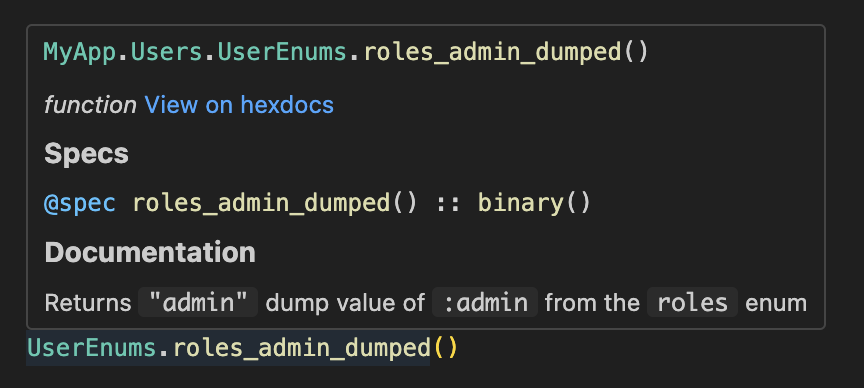 MyApp.Users.UserEnums.roles_admin_dumped()
function View on hexdocs
Specs
@spec roles_admin_dumped() :: binary()
Documentation
Returns "admin" dump value of :admin from the roles enum
UserEnums.roles_admin_dumped()